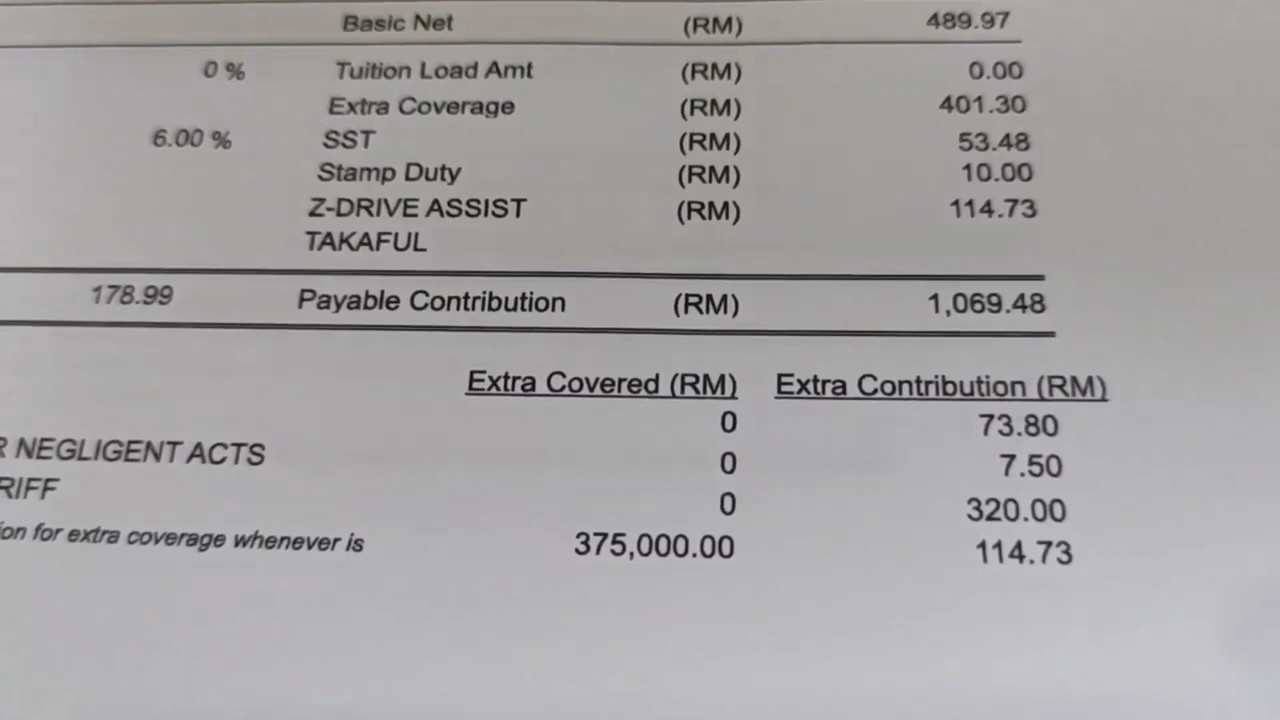 Basic Net (RM) 489.97
0 % Tuition Load Amt (RM) 0.00
Extra Coverage (RM) 401.30
6.00 % SST (RM) 53.48
Stamp Duty (RM) 10.00
Z-DRIVE ASSIST (RM) 114.73
TAKAFUL
178.99 Payable Contribution (RM) 1,069.48
Extra Covered (RM) Extra Contribution (RM)
0 73.80
R NEGLIGENT ACTS 0 7.50
RIFF 0 320.00
ion for extra coverage whenever is 375,000.00 114.73